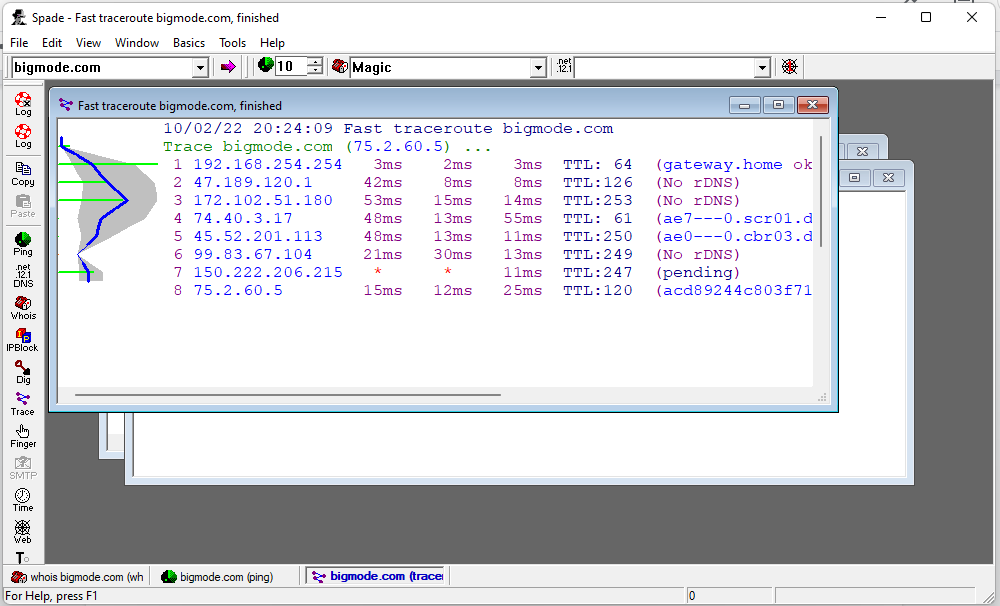 Spade - Fast traceroute bigmode.com, finished
File Edit View Window Basics Tools Help
bigmode.com 10 Magic .net 12.1
Log
Log
Copy
Paste
Ping
.net
.12.1
DNS
Whois
IPBlock
Dig
Trace
Finger
SMTP
Time
Web
Fast traceroute bigmode.com, finished
10/02/22 20:24:09 Fast traceroute bigmode.com
Trace bigmode.com (75.2.60.5) ...
1 192.168.254.254 3ms 2ms 3ms TTL: 64 (gateway.home ok
2 47.189.120.1 42ms 8ms 8ms TTL:126 (No rDNS)
3 172.102.51.180 53ms 15ms 14ms TTL:253 (No rDNS)
4 74.40.3.17 48ms 13ms 55ms TTL: 61 (ae7---0.scr01.d
5 45.52.201.113 48ms 13ms 11ms TTL:250 (ae0---0.cbr03.d
6 99.83.67.104 21ms 30ms 13ms TTL:249 (No rDNS)
7 150.222.206.215 * * 11ms TTL:247 (pending)
8 75.2.60.5 15ms 12ms 25ms TTL:120 (acd89244c803f71
whois bigmode.com (wh bigmode.com (ping) bigmode.com (trace
For Help, press F1 0